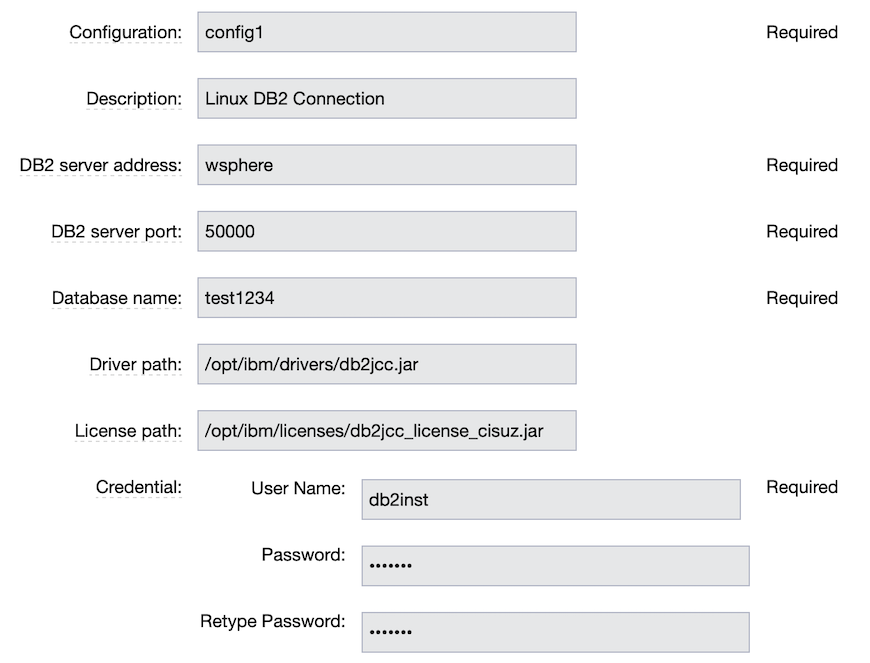 Configuration: config1 Required
Description: Linux DB2 Connection
DB2 server address: wsphere Required
DB2 server port: 50000 Required
Database name: test1234 Required
Driver path: /opt/ibm/drivers/db2jcc.jar
License path: /opt/ibm/licenses/db2jcc_license_cisuz.jar
Credential: User Name: db2inst Required
Password: •••••••
Retype Password: •••••••